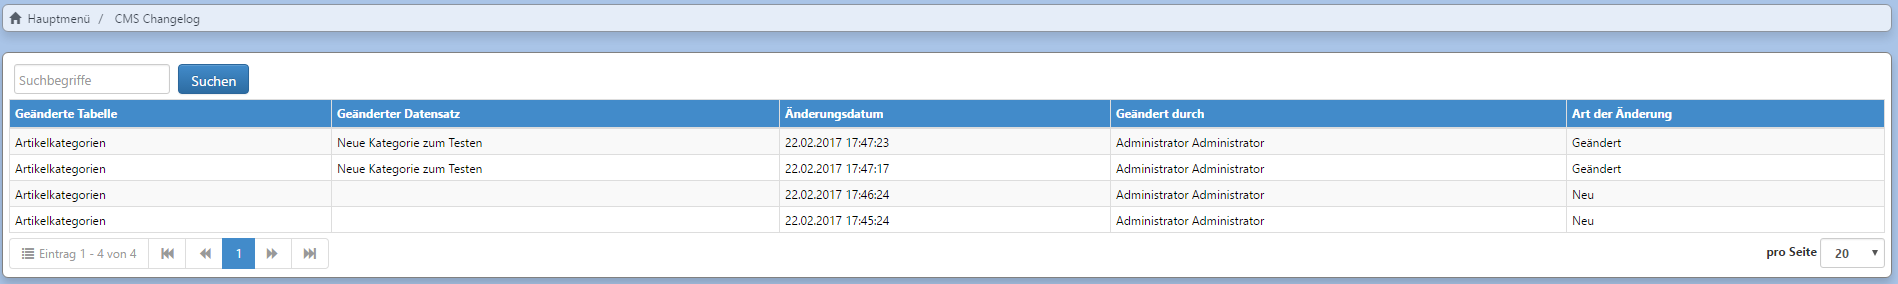 Hauptmenü / CMS Changelog
Suchbegriffe Suchen
Geänderte Tabelle Geänderter Datensatz Änderungsdatum Geändert durch Art der Änderung
Artikelkategorien Neue Kategorie zum Testen 22.02.2017 17:47:23 Administrator Administrator Geändert
Artikelkategorien Neue Kategorie zum Testen 22.02.2017 17:47:17 Administrator Administrator Geändert
Artikelkategorien 22.02.2017 17:46:24 Administrator Administrator Neu
Artikelkategorien 22.02.2017 17:45:24 Administrator Administrator Neu
Eintrag 1 - 4 von 4 1 pro Seite 20